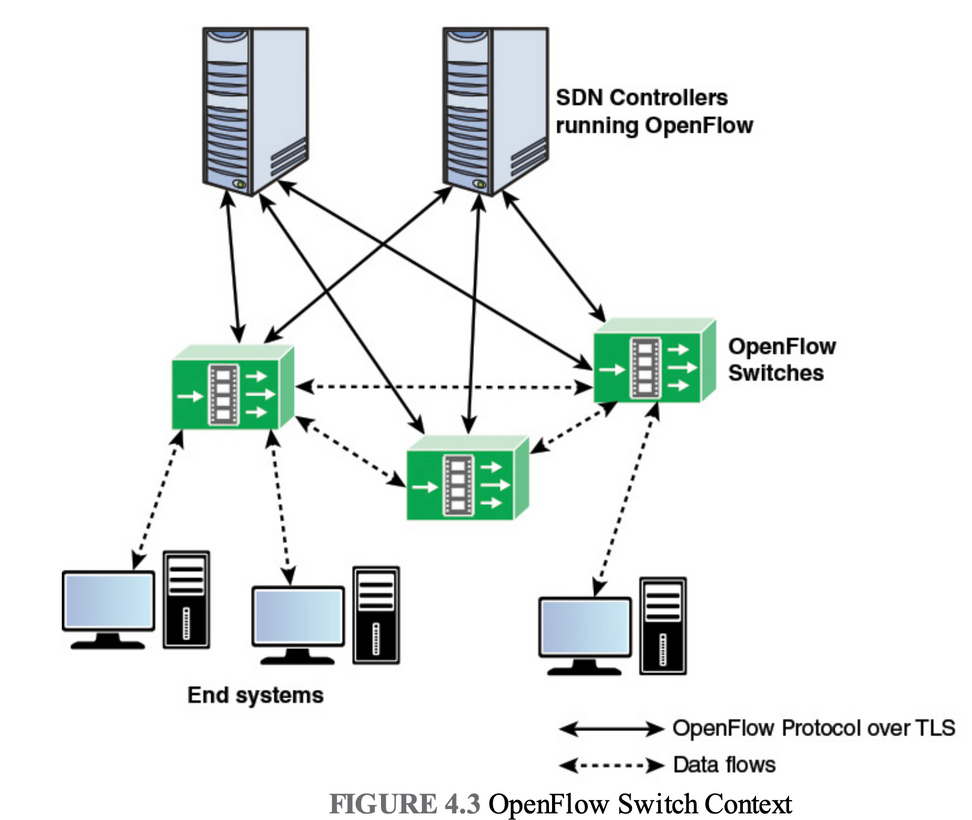 SDN Controllers
running OpenFlow
OpenFlow
Switches
End systems
OpenFlow Protocol over TLS
Data flows
FIGURE 4.3 OpenFlow Switch Context